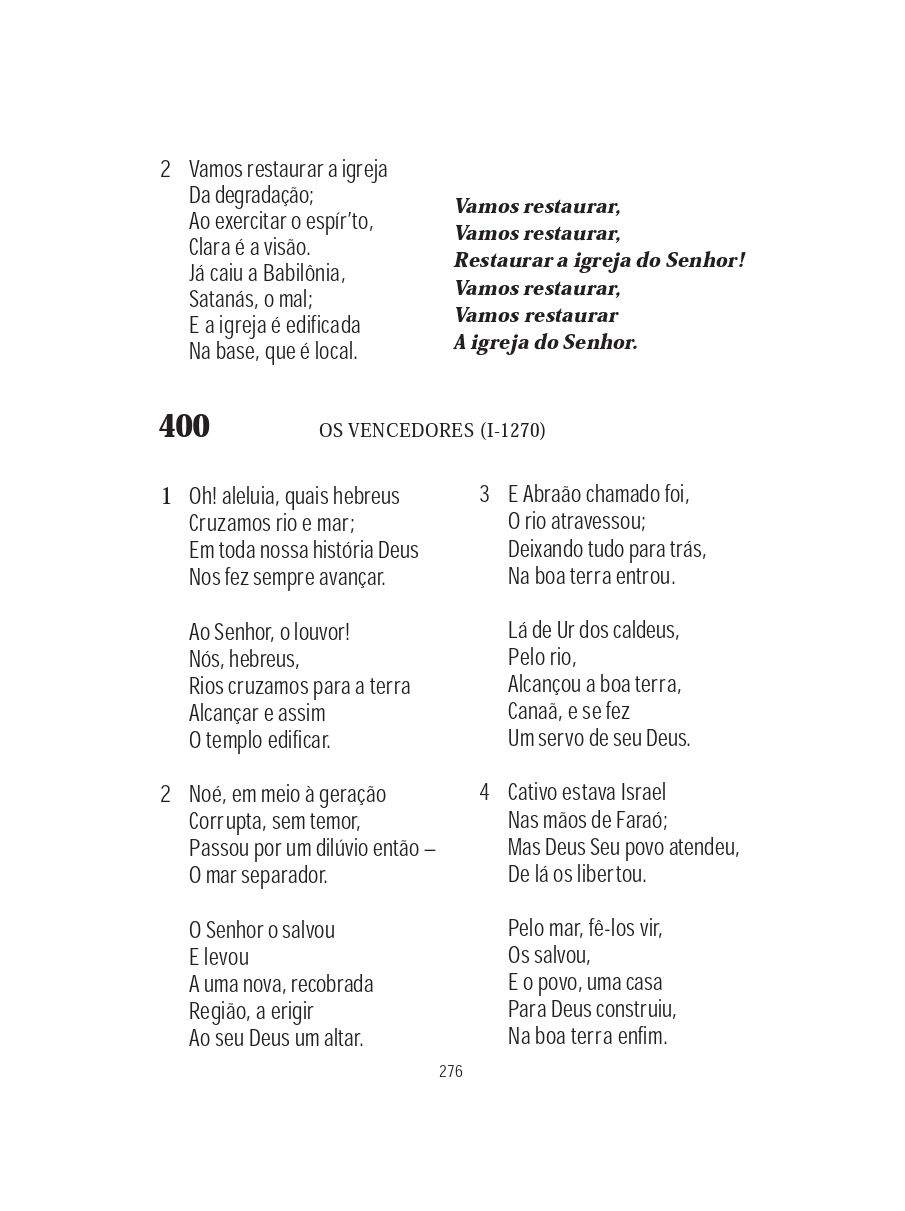 2 Vamos restaurar a igreja
Da degradação;
Ao exercitar o espír’to,
Clara é a visão.
Já caiu a Babilônia,
Satanás, o mal;
E a igreja é edificada
Na base, que é local.
Vamos restaurar,
Vamos restaurar,
Restaurar a igreja do Senhor!
Vamos restaurar,
Vamos restaurar
A igreja do Senhor.
400 OS VENCEDORES (I-1270)
1 Oh! aleluia, quais hebreus
Cruzamos rio e mar;
Em toda nossa história Deus
Nos fez sempre avançar.
Ao Senhor, o louvor!
Nós, hebreus,
Rios cruzamos para a terra
Alcançar e assim
O templo edificar.
2 Noé, em meio à geração
Corrupta, sem temor,
Passou por um dilúvio então –
O mar separador.
O Senhor o salvou
E levou
A uma nova, recobrada
Região, a erigir
Ao seu Deus um altar.
3 E Abraão chamado foi,
O rio atravessou;
Deixando tudo para trás,
Na boa terra entrou.
Lá de Ur dos caldeus,
Pelo rio,
Alcançou a boa terra,
Canaã, e se fez
Um servo de seu Deus.
4 Cativo estava Israel
Nas mãos de Faraó;
Mas Deus Seu povo atendeu,
De lá os libertou.
Pelo mar, fê-los vir,
Os salvou,
E o povo, uma casa
Para Deus construiu,
Na boa terra enfim.
276